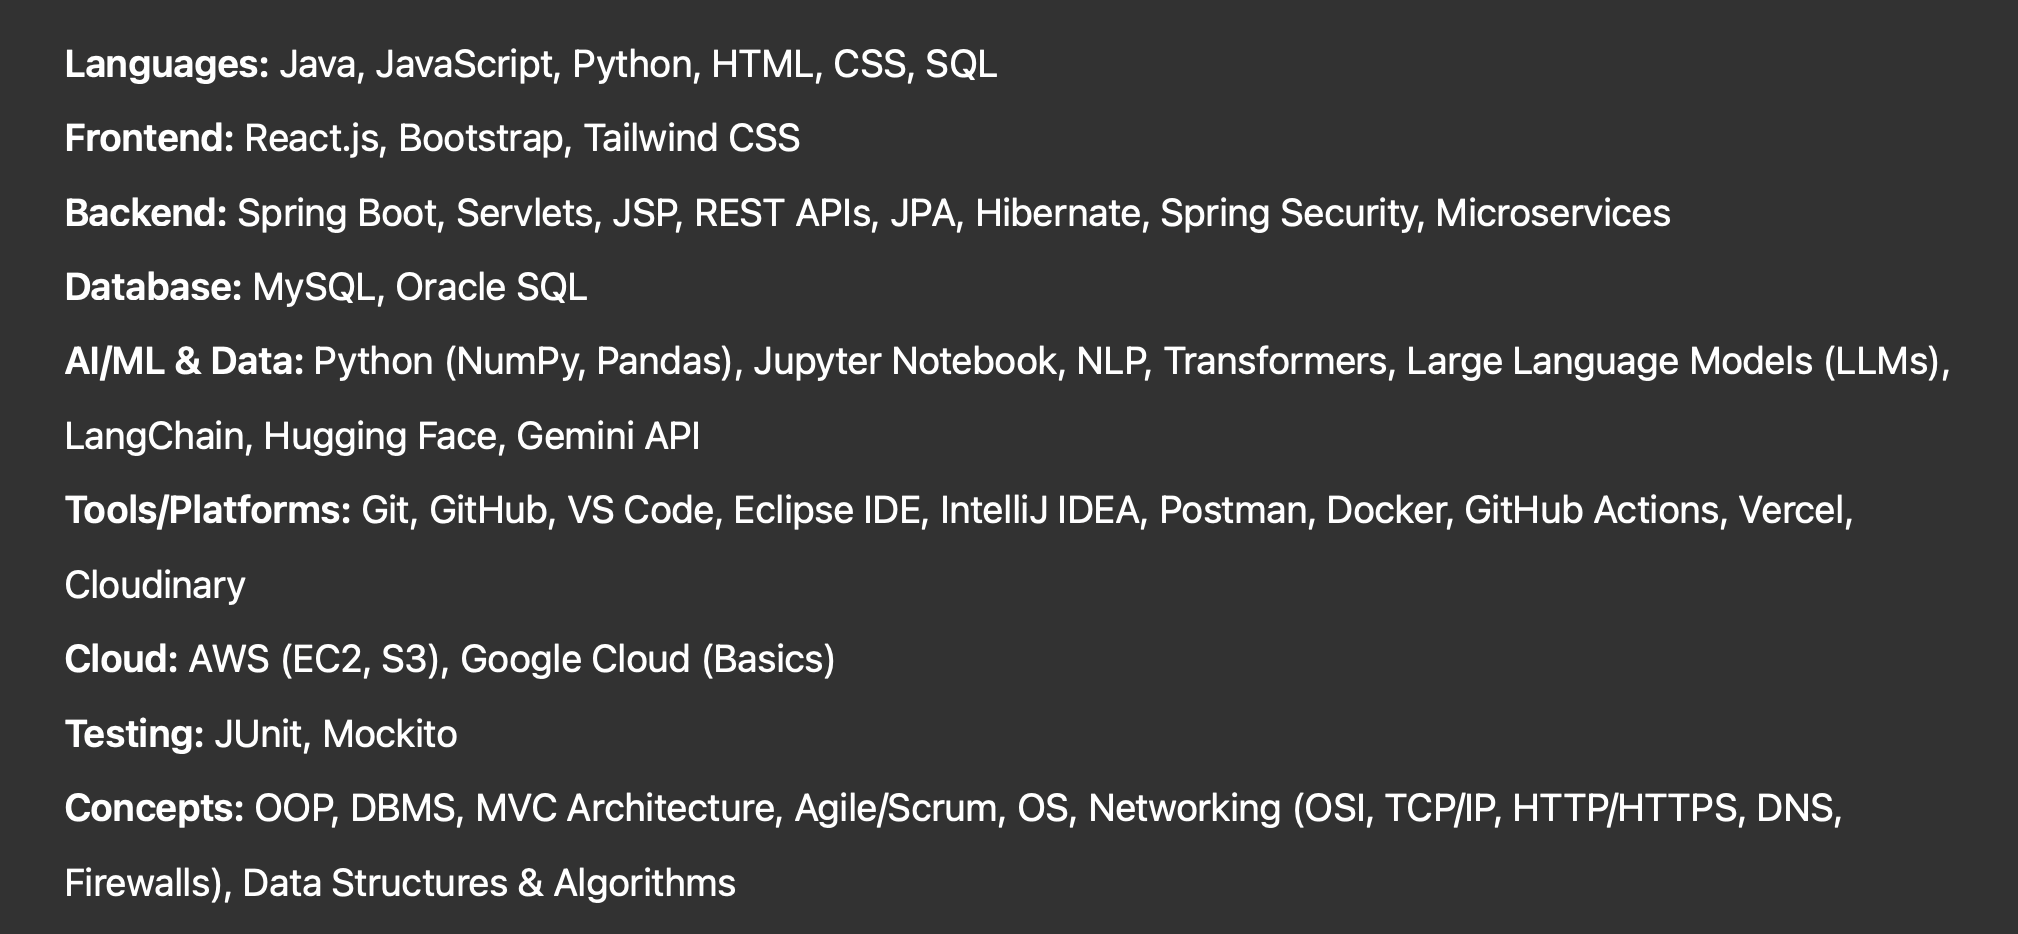 Languages: Java, JavaScript, Python, HTML, CSS, SQL
Frontend: React.js, Bootstrap, Tailwind CSS
Backend: Spring Boot, Servlets, JSP, REST APIs, JPA, Hibernate, Spring Security, Microservices
Database: MySQL, Oracle SQL
AI/ML & Data: Python (NumPy, Pandas), Jupyter Notebook, NLP, Transformers, Large Language Models (LLMs),
LangChain, Hugging Face, Gemini API
Tools/Platforms: Git, GitHub, VS Code, Eclipse IDE, IntelliJ IDEA, Postman, Docker, GitHub Actions, Vercel,
Cloudinary
Cloud: AWS (EC2, S3), Google Cloud (Basics)
Testing: JUnit, Mockito
Concepts: OOP, DBMS, MVC Architecture, Agile/Scrum, OS, Networking (OSI, TCP/IP, HTTP/HTTPS, DNS,
Firewalls), Data Structures & Algorithms